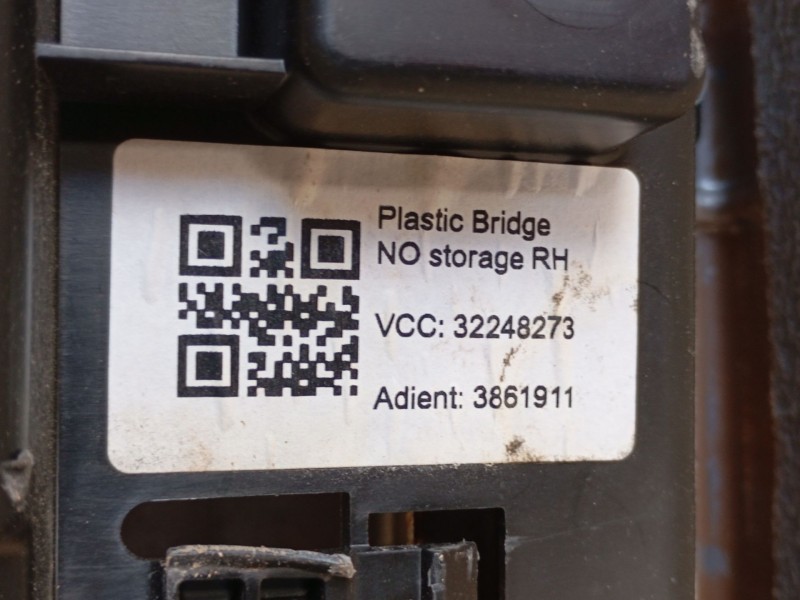 Plastic Bridge
NO storage RH
VCC: 32248273
Adient: 3861911